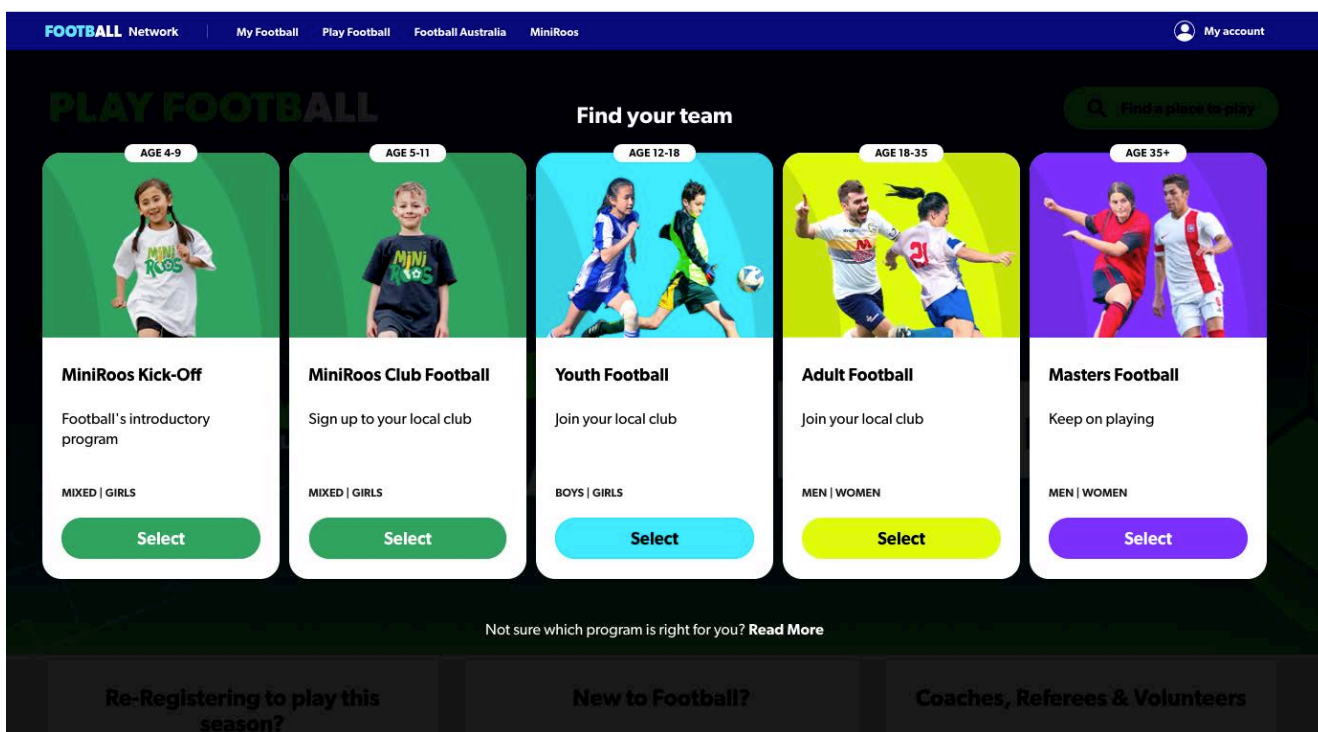 FOOTBALL Network
My Football
Play Football
Football Australia
MiniRoos
My account
PLAY FOOTBALL
Find your team
Find a place to play
AGE 4-9
AGE 5-11
AGE 12-18
AGE 18-35
AGE 35+
MINI
ROOS
MINI
ROOS
21
MiniRoos Kick-Off
Football's introductory
program
MIXED | GIRLS
Select
MiniRoos Club Football
Sign up to your local club
MIXED | GIRLS
Select
Youth Football
Join your local club
BOYS | GIRLS
Select
Adult Football
Join your local club
MEN | WOMEN
Select
Masters Football
Keep on playing
MEN | WOMEN
Select
Not sure which program is right for you? Read More
Re-Registering to play this
season?
New to Football?
Coaches, Referees & Volunteers